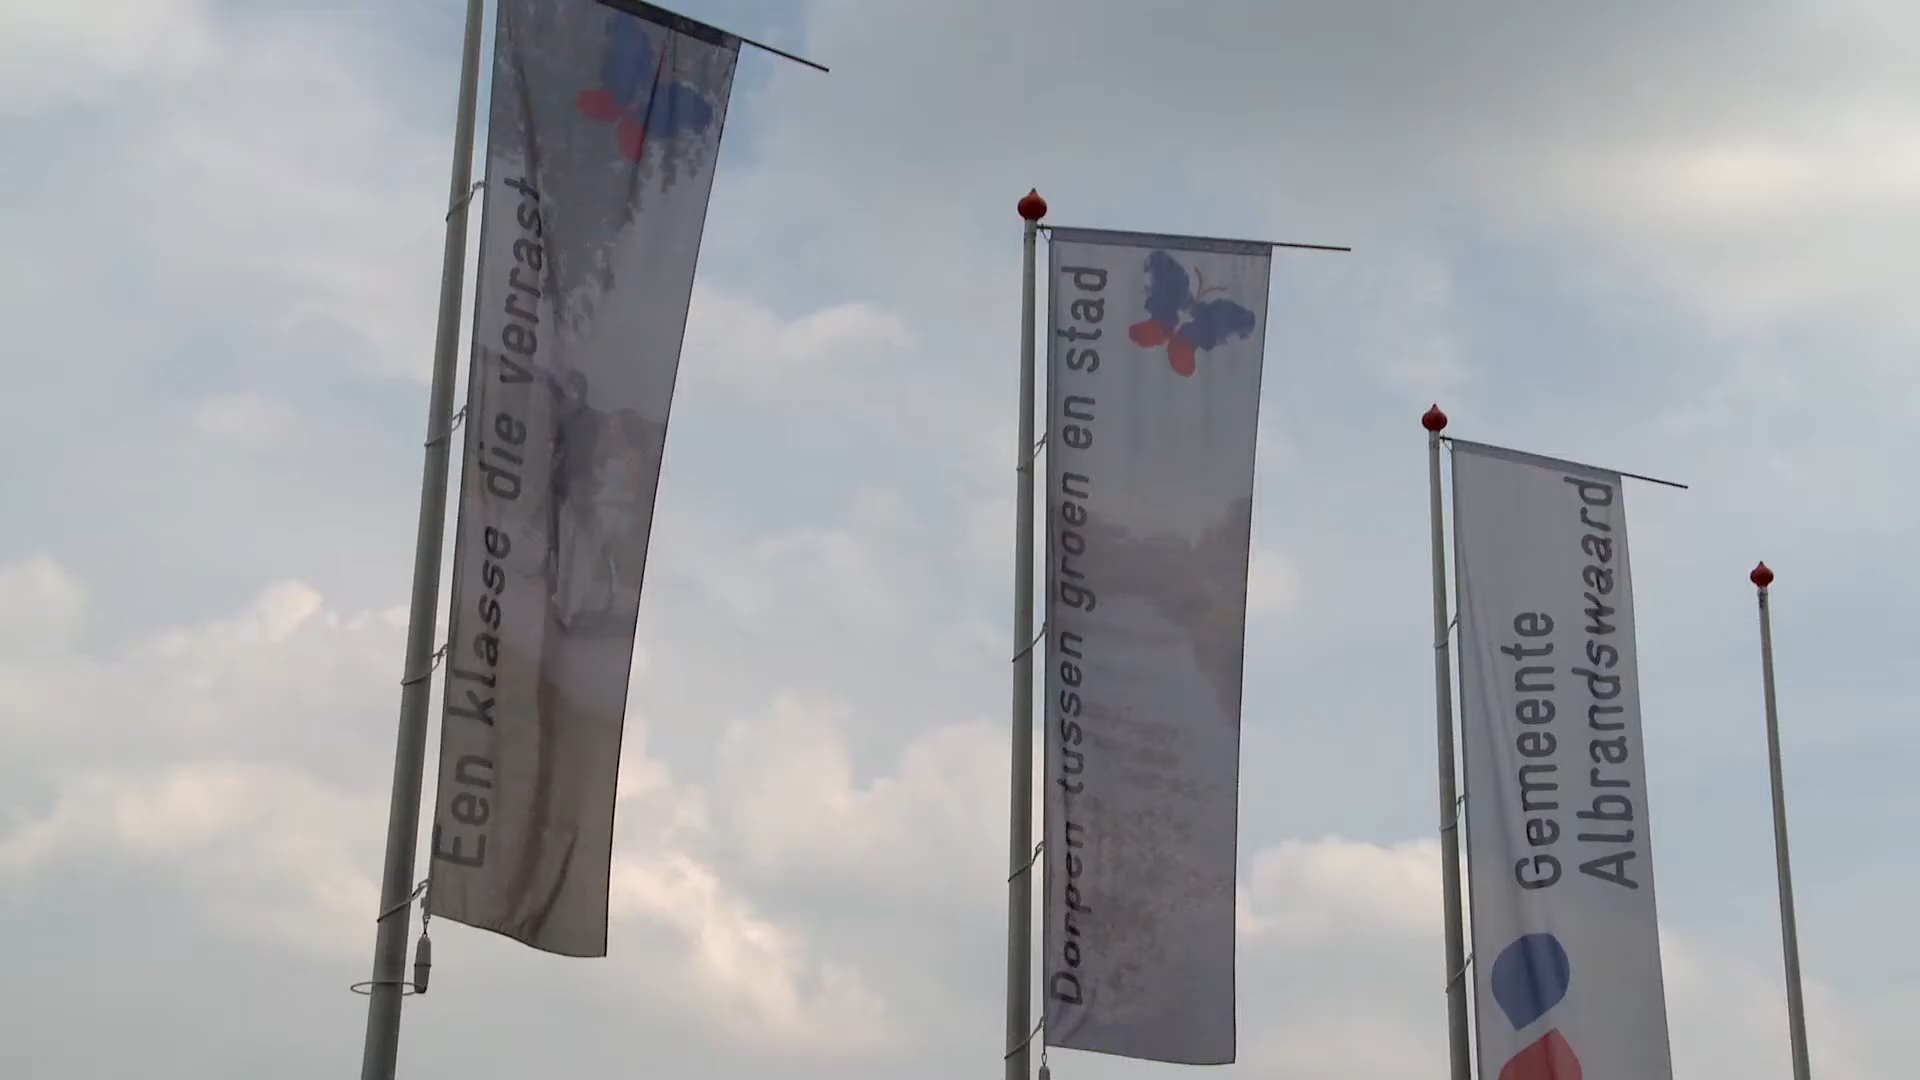 Een klasse die verrast
Dorpen tussen groen en stad
Gemeente
Albrandswaard